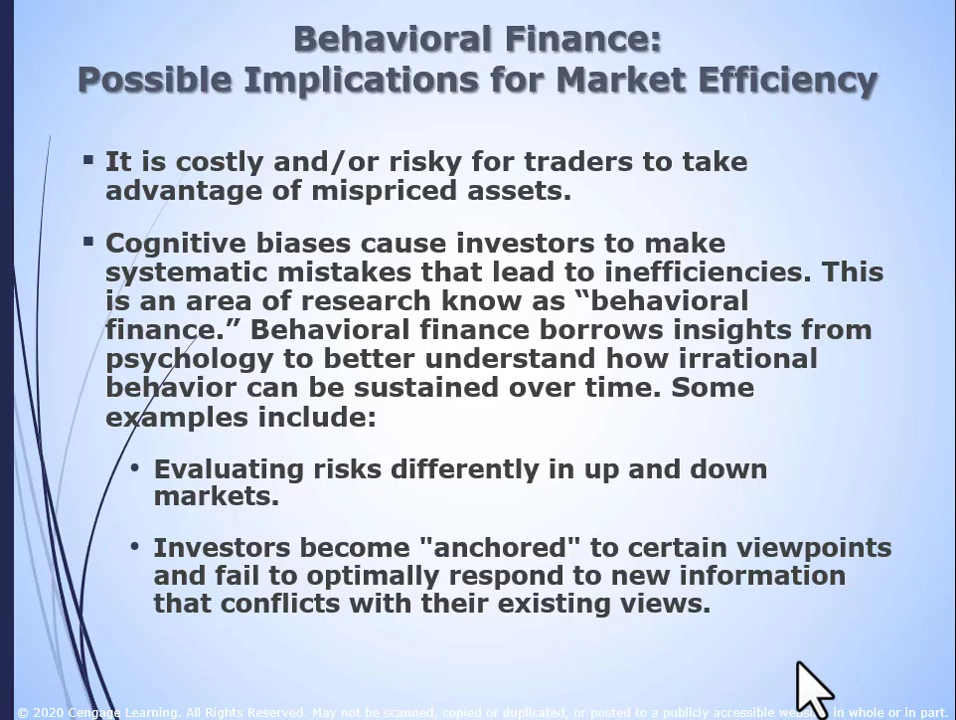 Behavioral Finance:
Possible Implications for Market Efficiency
▪ It is costly and/or risky for traders to take
advantage of mispriced assets.
▪ Cognitive biases cause investors to make
systematic mistakes that lead to inefficiencies. This
is an area of research know as “behavioral
finance.” Behavioral finance borrows insights from
psychology to better understand how irrational
behavior can be sustained over time. Some
examples include:
• Evaluating risks differently in up and down
markets.
• Investors become "anchored" to certain viewpoints
and fail to optimally respond to new information
that conflicts with their existing views.
© 2020 Cengage Learning. All Rights Reserved. May not be scanned, copied or duplicated, or posted to a publicly accessible in whole or in part.